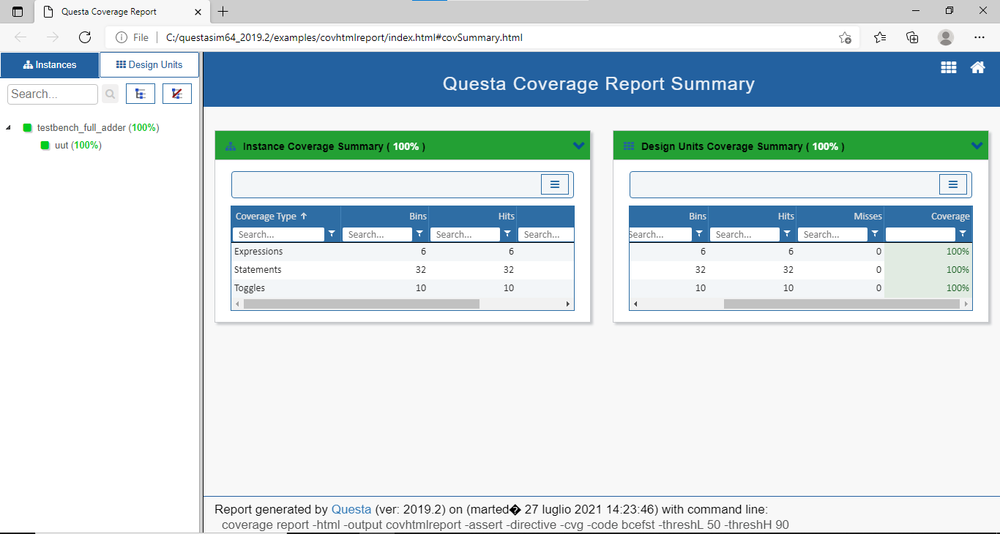 Questa Coverage Report
File C:/questasim64_2019.2/examples/covhtmlreport/index.html#covSummary.html
Instances Design Units
Search...
testbench_full_adder (100%)
uut (100%)
Questa Coverage Report Summary
Instance Coverage Summary ( 100% )
Coverage Type Bins Hits
Search... Search... Search... Search...
Expressions 6 6
Statements 32 32
Toggles 10 10
Design Units Coverage Summary ( 100% )
Bins Hits Misses Coverage
Search... Search... Search...
6 6 0 100%
32 32 0 100%
10 10 0 100%
Report generated by Questa (ver: 2019.2) on (marted� 27 luglio 2021 14:23:46) with command line:
coverage report -html -output covhtmlreport -assert -directive -cvg -code bcefst -threshL 50 -threshH 90